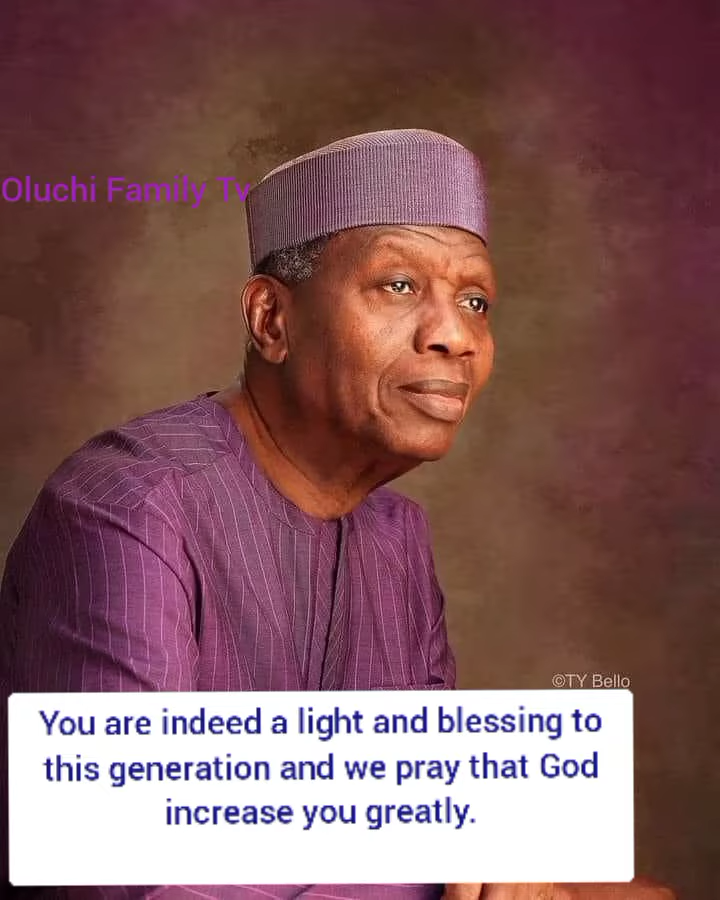 Oluchi Family Tv
©TY Bello
You are indeed a light and blessing to
this generation and we pray that God
increase you greatly.